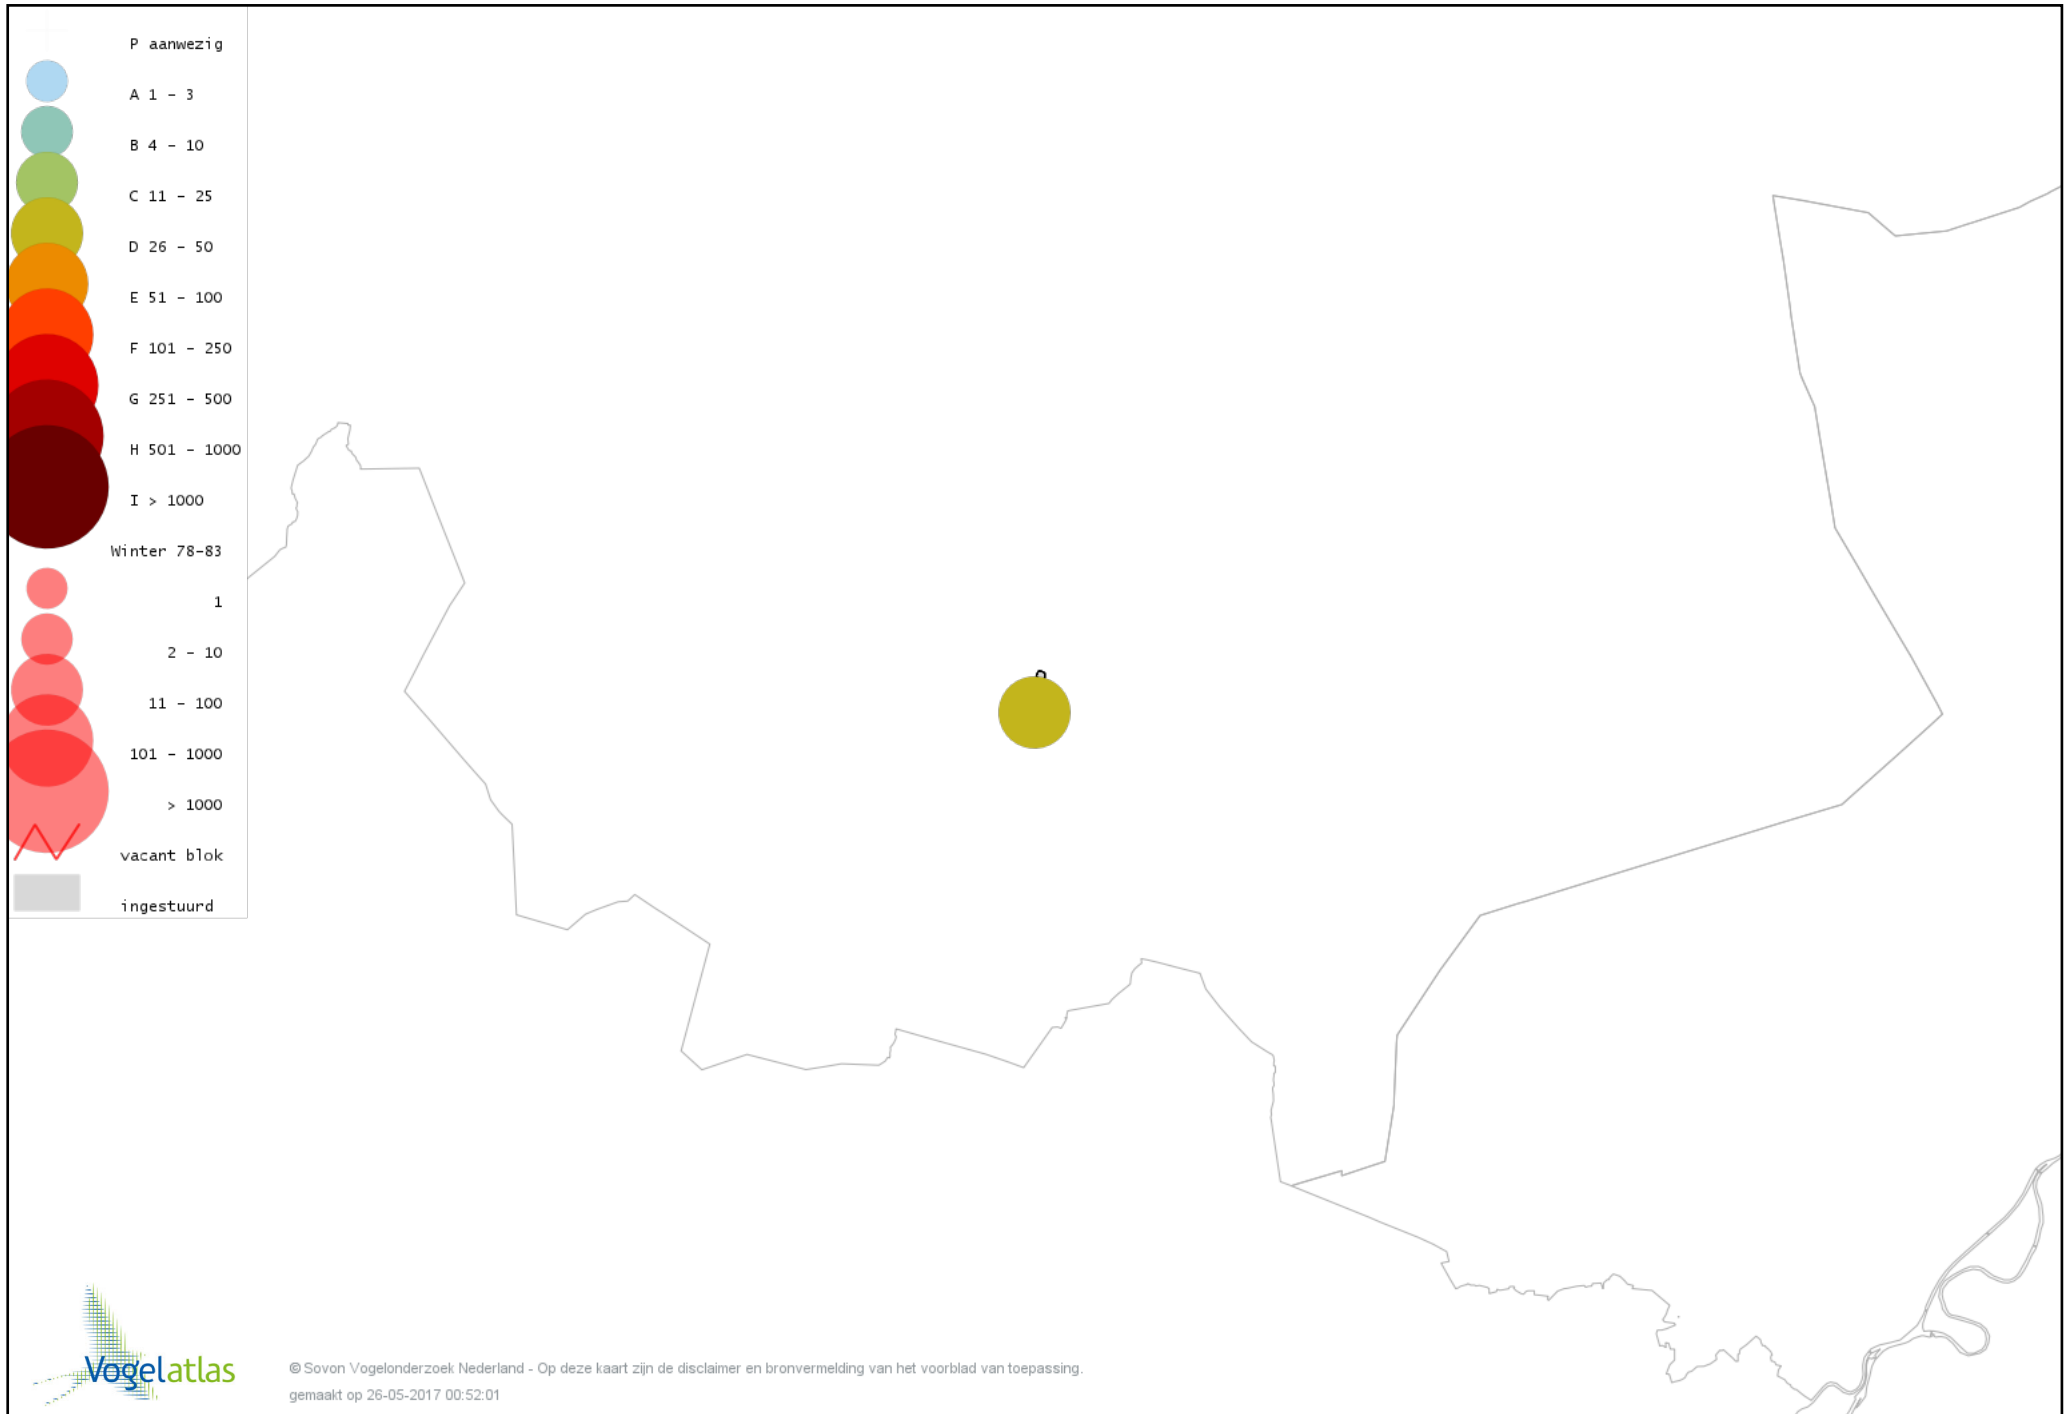 P aanwezig
A 1 - 3
B 4 - 10
C 11 - 25
D 26 - 50
E 51 - 100
F 101 - 250
G 251 - 500
H 501 - 1000
I > 1000
Winter 78-83
1
2 - 10
11 - 100
101 - 1000
> 1000
vacant blok
ingestuurd
Vogelatlas
© Sovon Vogelonderzoek Nederland - Op deze kaart zijn de disclaimer en bronvermelding van het voorblad van toepassing.
gemaakt op 26-05-2017 00:52:01